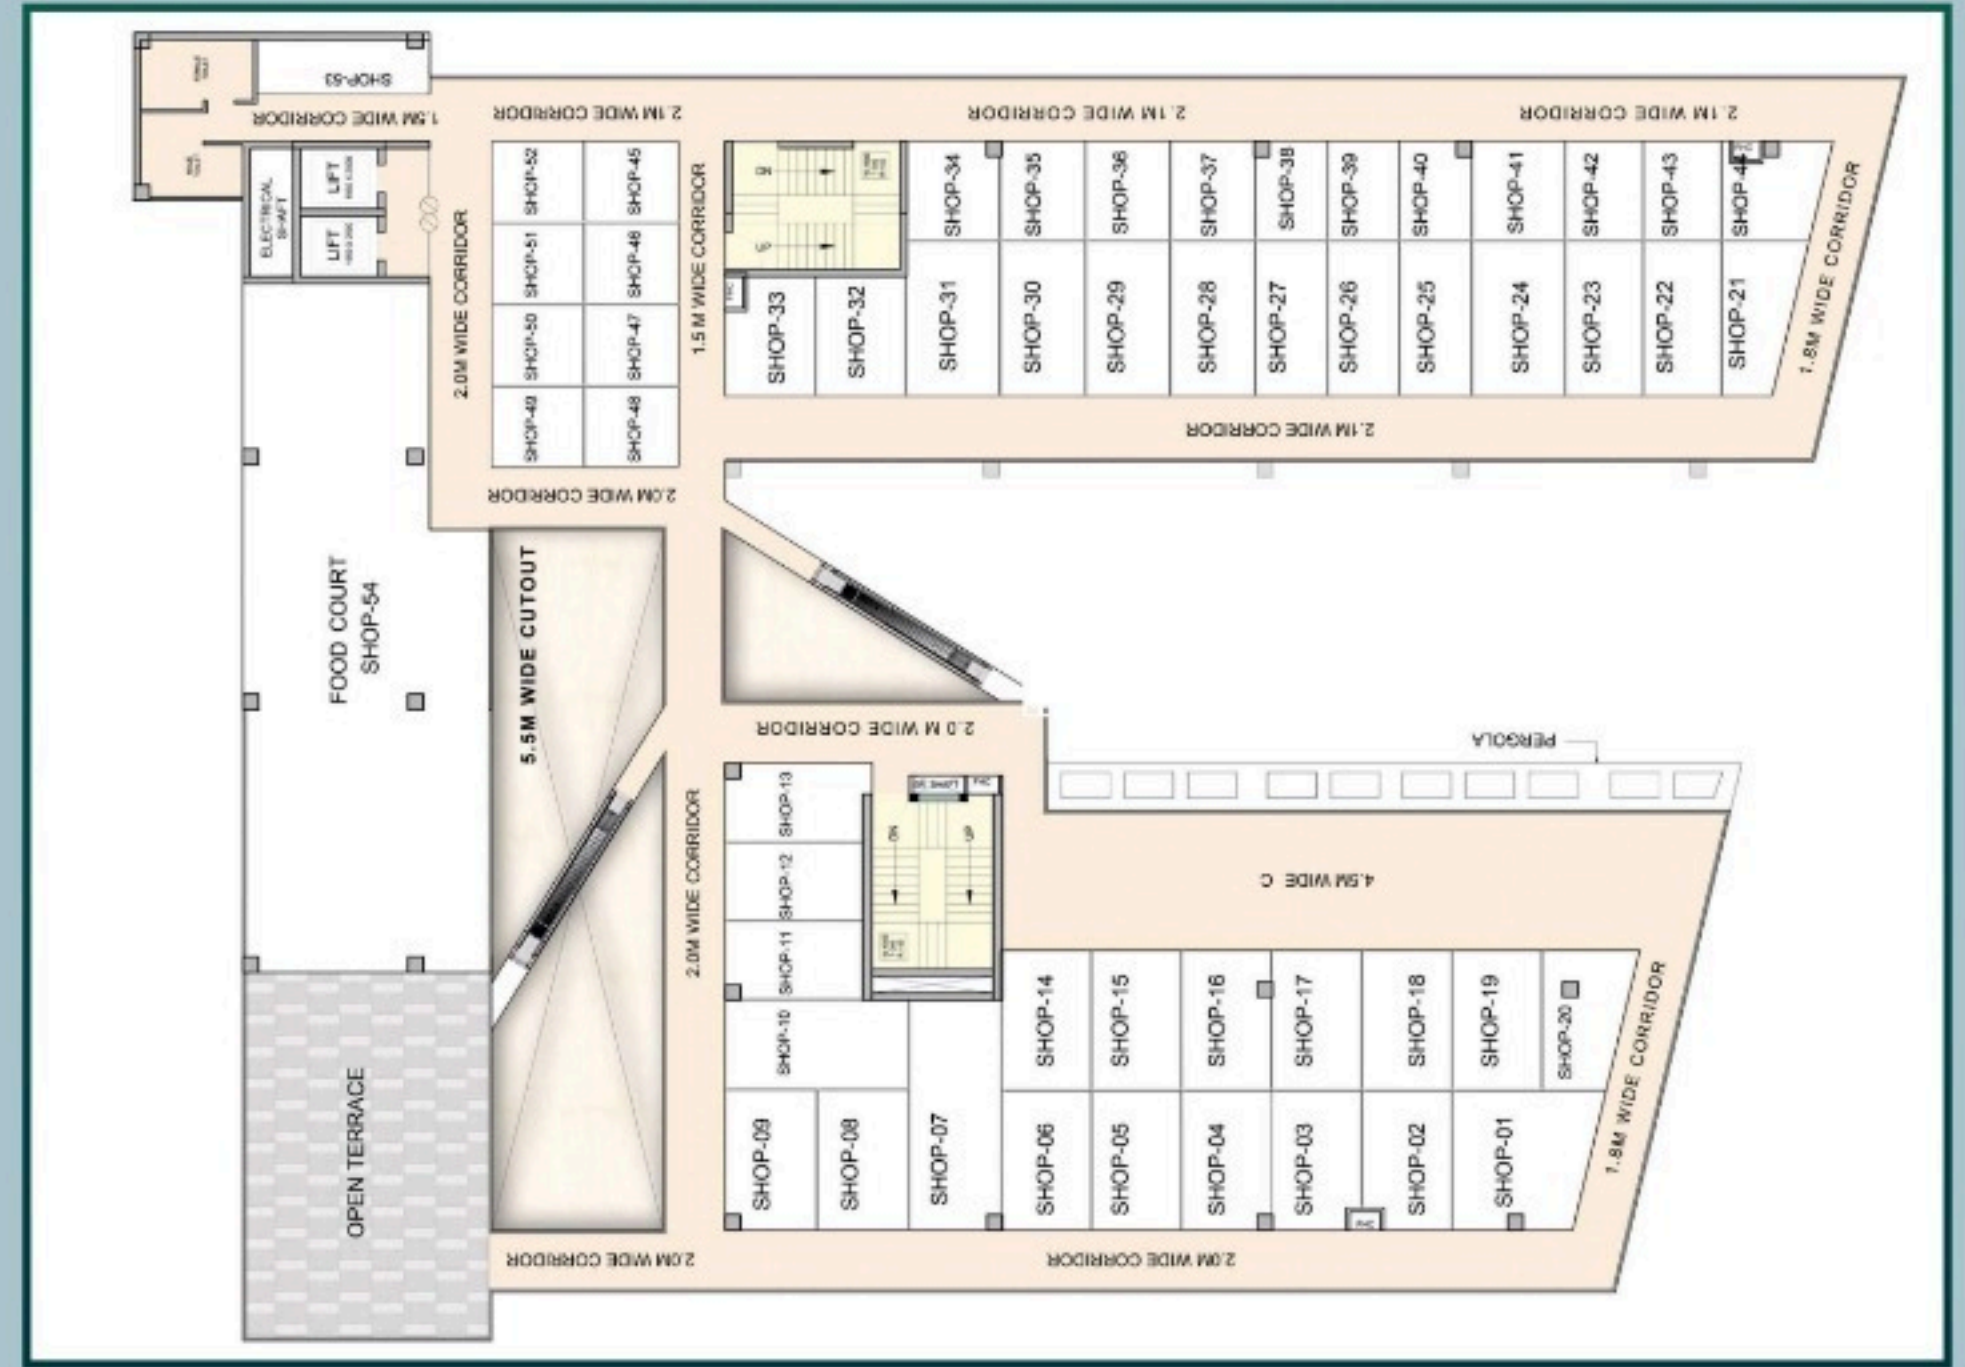 SHOP-53
1.5M WIDE CORRIDOR
2.1M WIDE CORRIDOR
2.1M WIDE CORRIDOR
2.1M WIDE CORRIDOR
ELECTRICAL
SHAFT
LIFT
LIFT
2.0M WIDE CORRIDOR
SHOP-52
SHOP-45
SHOP-51
SHOP-46
SHOP-50
SHOP-47
SHOP-49
SHOP-48
1.5 M WIDE CORRIDOR
DN
UP
SHOP-34
SHOP-35
SHOP-36
SHOP-37
SHOP-38
SHOP-39
SHOP-40
SHOP-41
SHOP-42
SHOP-43
SHOP-44
SHOP-33
SHOP-32
SHOP-31
SHOP-30
SHOP-29
SHOP-28
SHOP-27
SHOP-26
SHOP-25
SHOP-24
SHOP-23
SHOP-22
SHOP-21
1.8M WIDE CORRIDOR
2.1M WIDE CORRIDOR
2.0M WIDE CORRIDOR
FOOD COURT
SHOP-54
5.5M WIDE CUTOUT
2.0 M WIDE CORRIDOR
PERGOLA
2.0M WIDE CORRIDOR
SHOP-13
SHOP-12
SHOP-11
SHOP-10
DN
UP
4.5M WIDE C
SHOP-14
SHOP-15
SHOP-16
SHOP-17
SHOP-18
SHOP-19
SHOP-20
SHOP-09
SHOP-08
SHOP-07
SHOP-06
SHOP-05
SHOP-04
SHOP-03
SHOP-02
SHOP-01
1.8M WIDE CORRIDOR
OPEN TERRACE
2.0M WIDE CORRIDOR
2.0M WIDE CORRIDOR